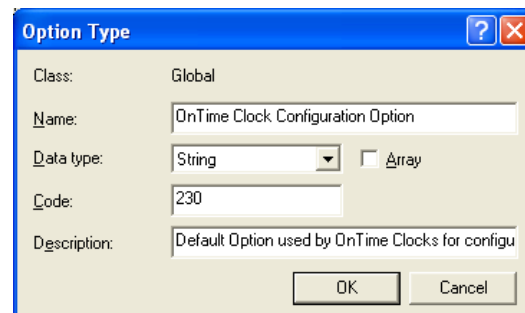 Option Type
Class: Global
Name: OnTime Clock Configuration Option
Data type: String Array
Code: 230
Description: Default Option used by OnTime Clocks for configu
OK Cancel